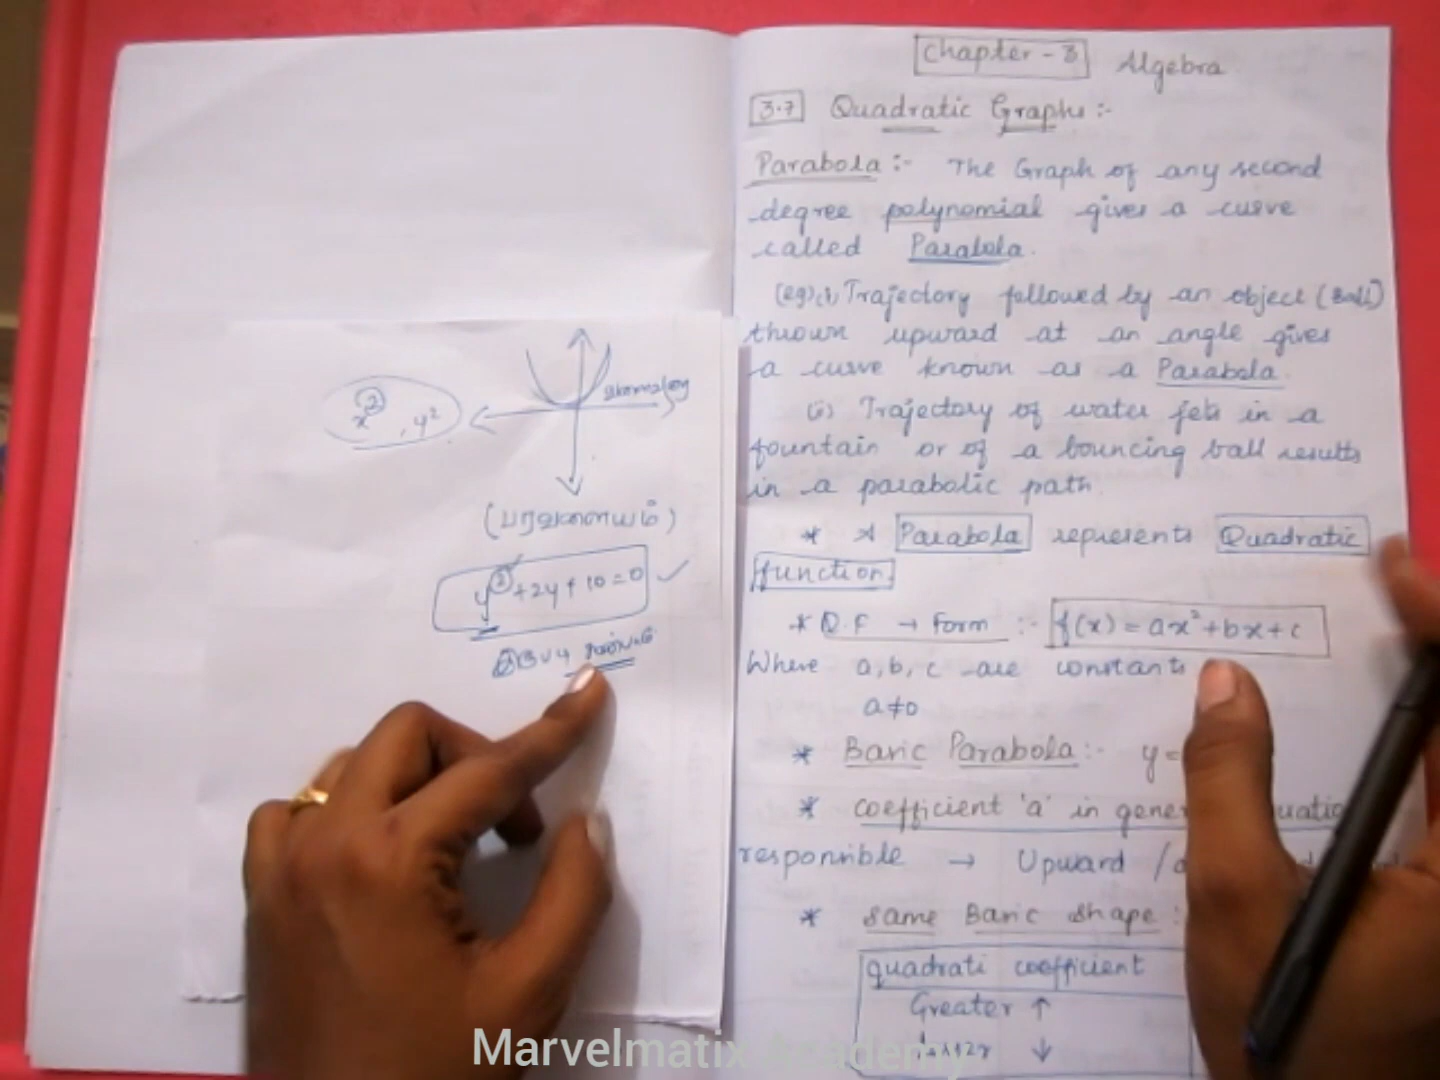 x², y²
(பரவளையம்)
y²+2y+10=0
Chapter - 3 Algebra
3.7 Quadratic Graphs :-
Parabola :- The Graph of any second
degree polynomial gives a curve
called Parabola.
(eg) (i) Trajectory followed by an object (Ball)
thrown upward at an angle gives
a curve known as a Parabola.
(ii) Trajectory of water jets in a
fountain or of a bouncing ball results
in a parabolic path
* A Parabola represents Quadratic
function.
* Q.F → Form :- f(x) = ax²+bx+c
Where a, b, c are constants
a≠0
* Basic Parabola :- y=
* coefficient 'a' in gene
responsible → Upward /
* Same Basic Shape :
quadrati coefficient
Greater ↑
↓
Marvelmatix Academy